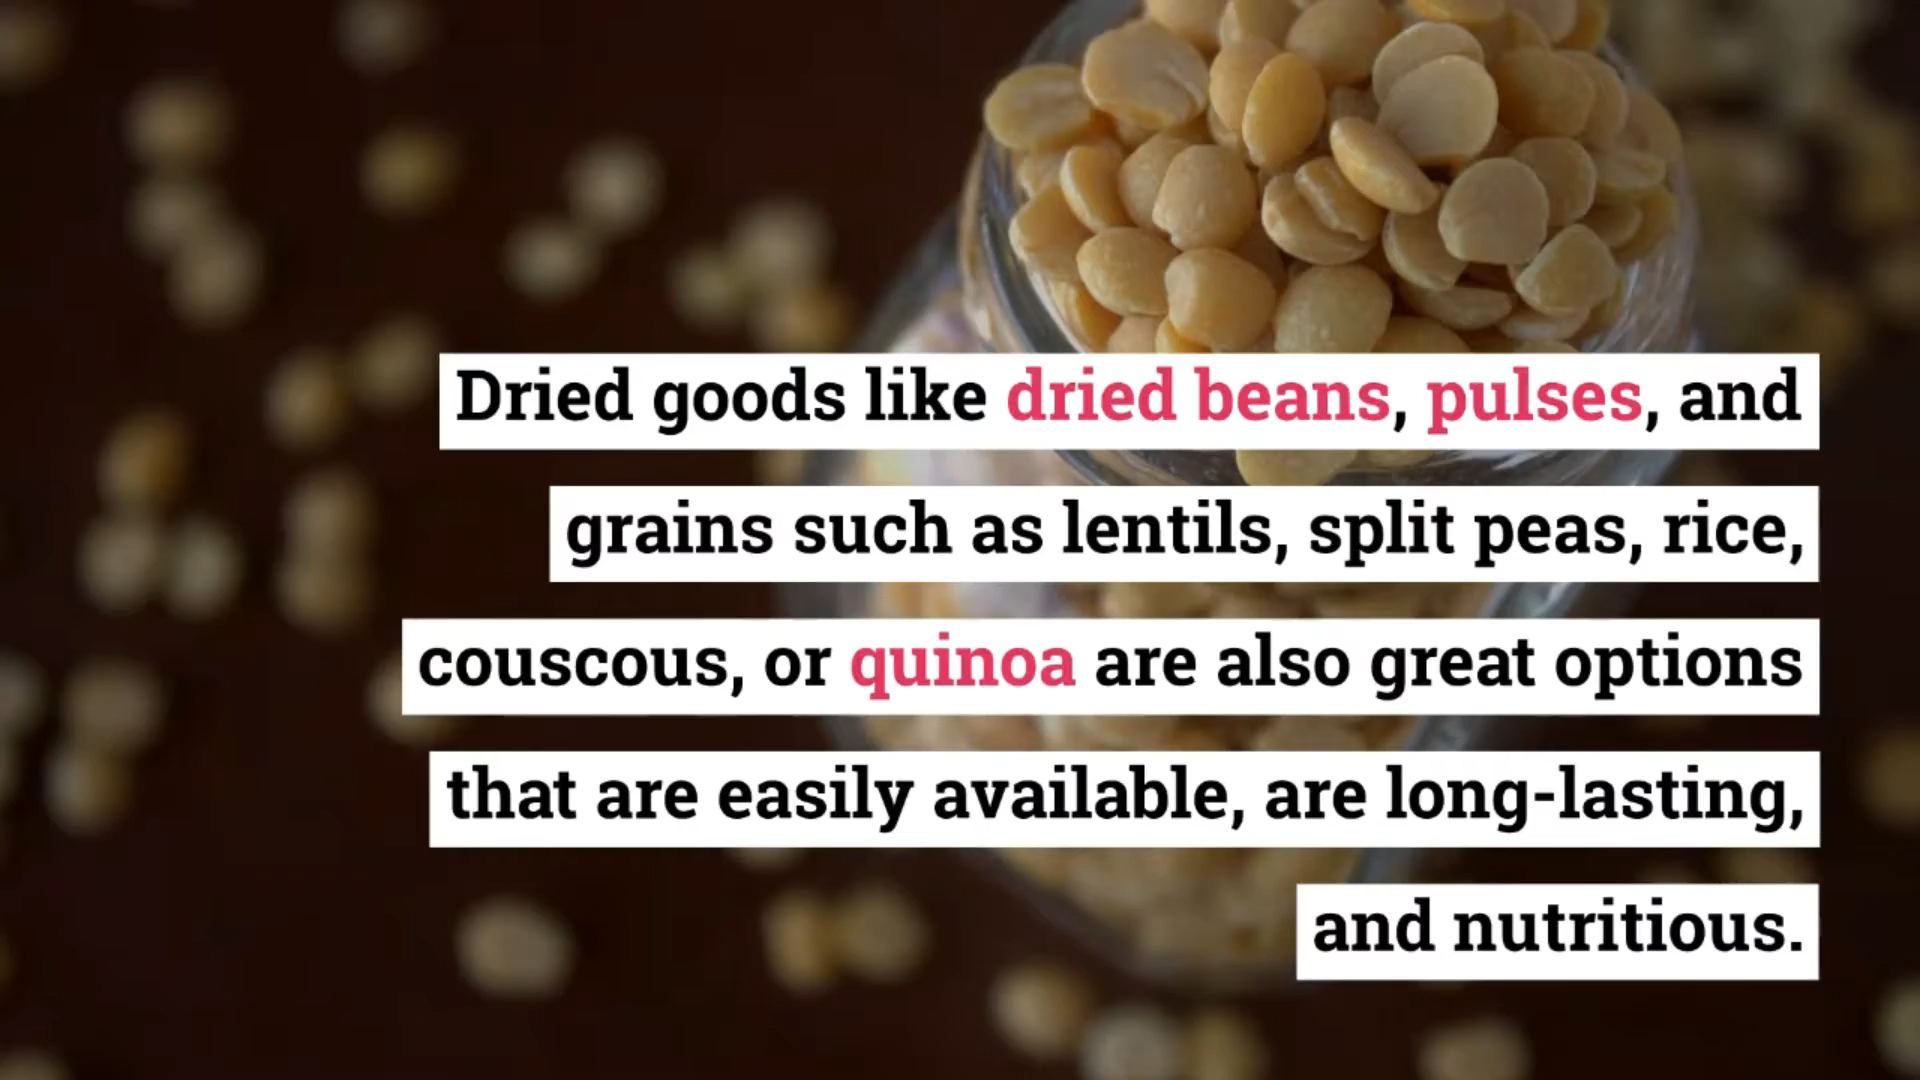 Dried goods like dried beans, pulses, and
grains such as lentils, split peas, rice,
couscous, or quinoa are also great options
that are easily available, are long-lasting,
and nutritious.